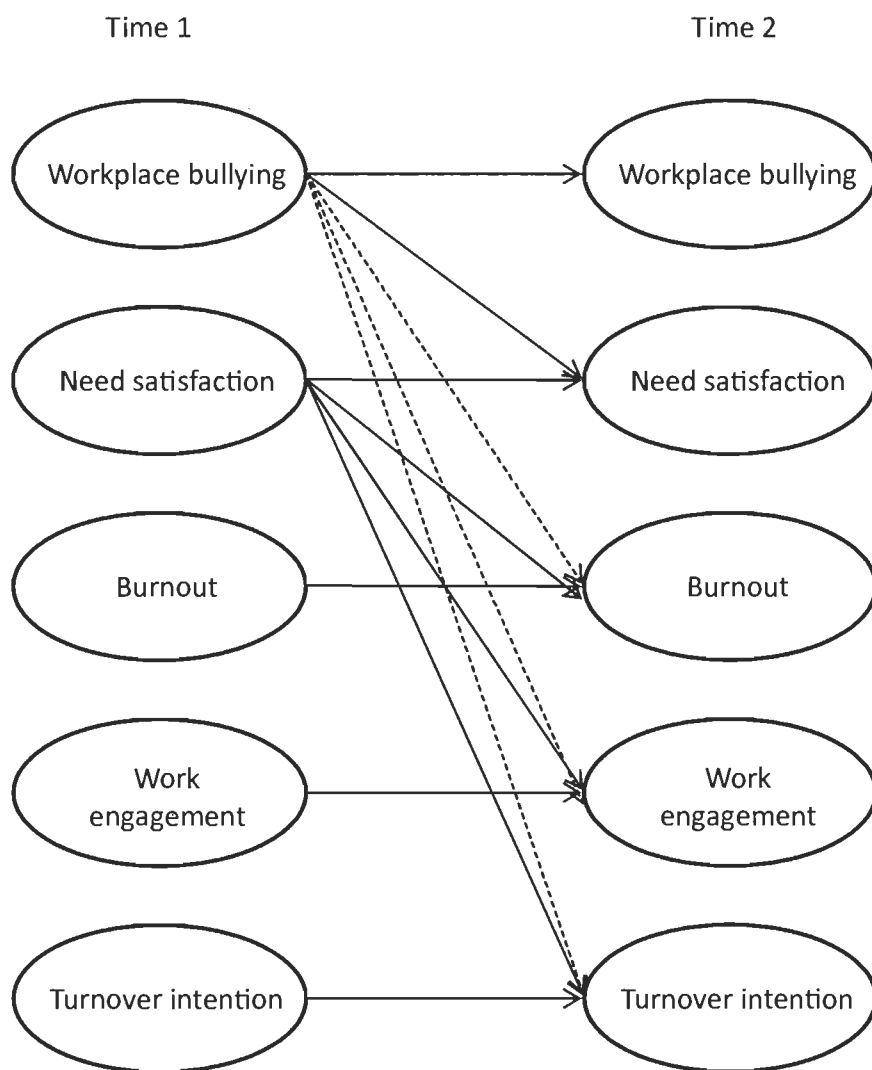 Time 1
Time 2
Workplace bullying
Workplace bullying
Need satisfaction
Need satisfaction
Burnout
Burnout
Work
engagement
Work
engagement
Turnover intention
Turnover intention